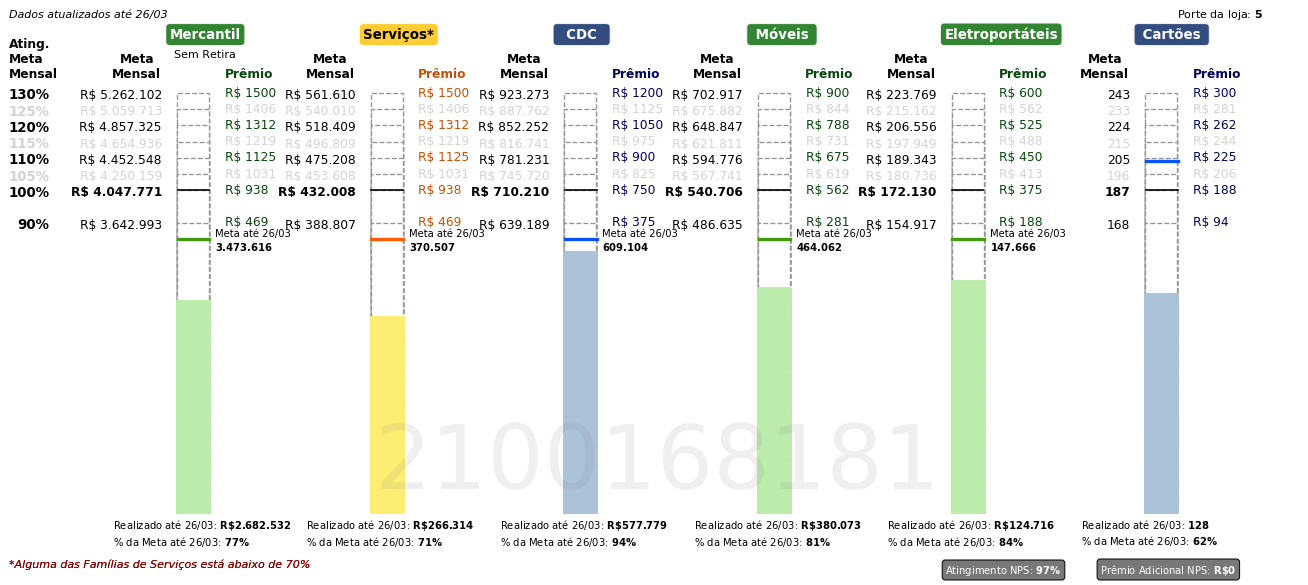 Dados atualizados até 26/03 Porte da loja: 5
Mercantil Serviços* CDC Móveis Eletroportáteis Cartões
Sem Retira
Ating. Meta Mensal Meta Mensal Prêmio Meta Mensal Prêmio Meta Mensal Prêmio Meta Mensal Prêmio Meta Mensal Prêmio Meta Mensal Prêmio
130% R$ 5.262.102 R$ 1500 R$ 561.610 R$ 1500 R$ 923.273 R$ 1200 R$ 702.917 R$ 900 R$ 223.769 R$ 600 243 R$ 300
125% R$ 5.059.713 R$ 1406 R$ 540.010 R$ 1406 R$ 887.762 R$ 1125 R$ 675.882 R$ 844 R$ 215.162 R$ 562 233 R$ 281
120% R$ 4.857.325 R$ 1312 R$ 518.409 R$ 1312 R$ 852.252 R$ 1050 R$ 648.847 R$ 788 R$ 206.556 R$ 525 224 R$ 262
115% R$ 4.654.936 R$ 1219 R$ 496.809 R$ 1219 R$ 816.741 R$ 975 R$ 621.811 R$ 731 R$ 197.949 R$ 488 215 R$ 244
110% R$ 4.452.548 R$ 1125 R$ 475.208 R$ 1125 R$ 781.231 R$ 900 R$ 594.776 R$ 675 R$ 189.343 R$ 450 205 R$ 225
105% R$ 4.250.159 R$ 1031 R$ 453.608 R$ 1031 R$ 745.720 R$ 825 R$ 567.741 R$ 619 R$ 180.736 R$ 413 196 R$ 206
100% R$ 4.047.771 R$ 938 R$ 432.008 R$ 938 R$ 710.210 R$ 750 R$ 540.706 R$ 562 R$ 172.130 R$ 375 187 R$ 188
90% R$ 3.642.993 R$ 469 R$ 388.807 R$ 469 R$ 639.189 R$ 375 R$ 486.635 R$ 281 R$ 154.917 R$ 188 168 R$ 94
Meta até 26/03 Meta até 26/03 Meta até 26/03 Meta até 26/03 Meta até 26/03
3.473.616 370.507 609.104 464.062 147.666
2100168181
Realizado até 26/03: R$2.682.532 Realizado até 26/03: R$266.314 Realizado até 26/03: R$577.779 Realizado até 26/03: R$380.073 Realizado até 26/03: R$124.716 Realizado até 26/03: 128
% da Meta até 26/03: 77% % da Meta até 26/03: 71% % da Meta até 26/03: 94% % da Meta até 26/03: 81% % da Meta até 26/03: 84% % da Meta até 26/03: 62%
*Alguma das Famílias de Serviços está abaixo de 70% Atingimento NPS: 97% Prêmio Adicional NPS: R$0